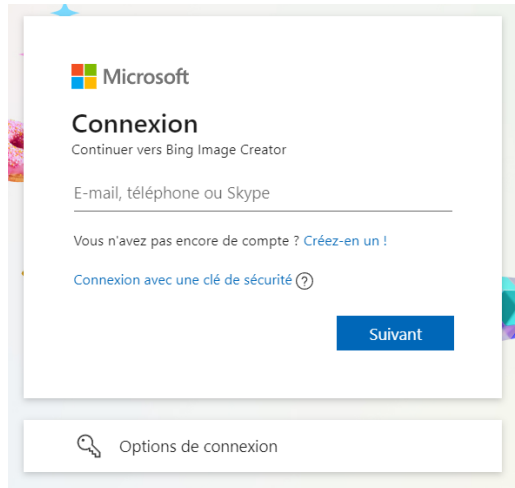 Microsoft
Connexion
Continuer vers Bing Image Creator
E-mail, téléphone ou Skype
Vous n'avez pas encore de compte ? Créez-en un !
Connexion avec une clé de sécurité ?
Suivant
Options de connexion